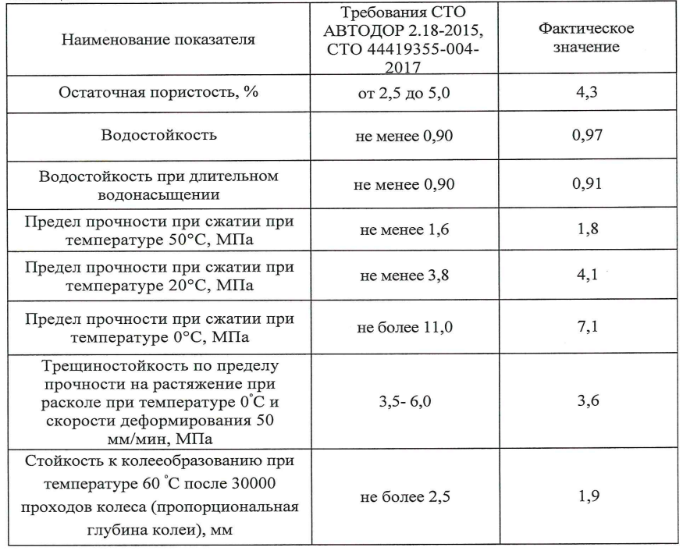 Наименование показателя
Требования СТО
АВТОДОР 2.18-2015,
СТО 44419355-004-
2017
Фактическое
значение
Остаточная пористость, %
от 2,5 до 5,0
4,3
Водостойкость
не менее 0,90
0,97
Водостойкость при длительном
водонасыщении
не менее 0,90
0,91
Предел прочности при сжатии при
температуре 50°С, МПа
не менее 1,6
1,8
Предел прочности при сжатии при
температуре 20°С, МПа
не менее 3,8
4,1
Предел прочности при сжатии при
температуре 0°С, МПа
не более 11,0
7,1
Трещиностойкость по пределу
прочности на растяжение при
расколе при температуре 0°С и
скорости деформирования 50
мм/мин, МПа
3,5- 6,0
3,6
Стойкость к колееобразованию при
температуре 60 °С после 30000
проходов колеса (пропорциональная
глубина колеи), мм
не более 2,5
1,9